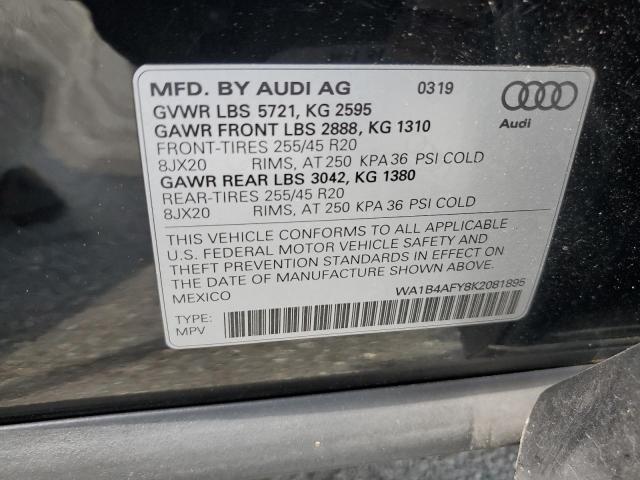 MFD. BY AUDI AG 0319
GVWR LBS 5721, KG 2595
GAWR FRONT LBS 2888, KG 1310
FRONT-TIRES 255/45 R20
8JX20 RIMS, AT 250 KPA 36 PSI COLD
GAWR REAR LBS 3042, KG 1380
REAR-TIRES 255/45 R20
8JX20 RIMS, AT 250 KPA 36 PSI COLD
Audi
THIS VEHICLE CONFORMS TO ALL APPLICABLE
U.S. FEDERAL MOTOR VEHICLE SAFETY AND
THEFT PREVENTION STANDARDS IN EFFECT ON
THE DATE OF MANUFACTURE SHOWN ABOVE.
MEXICO WA1B4AFY8K2081895
TYPE:
MPV